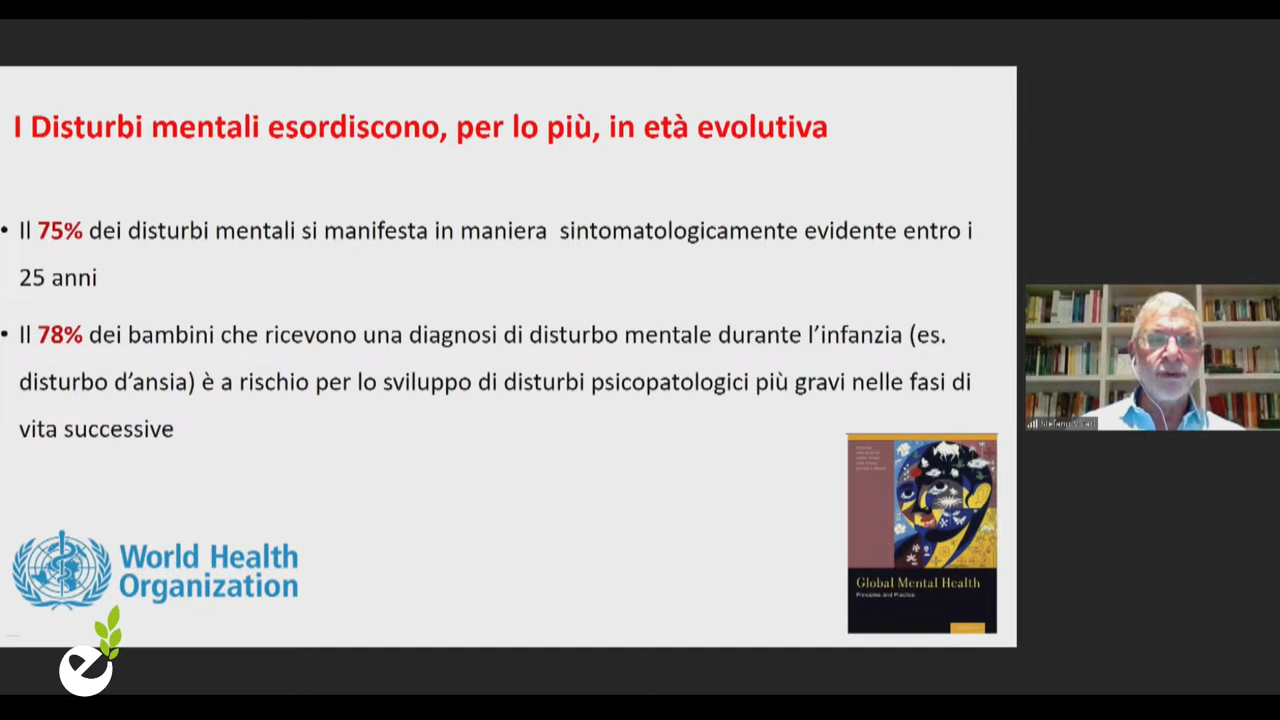 I Disturbi mentali esordiscono, per lo più, in età evolutiva
• Il 75% dei disturbi mentali si manifesta in maniera sintomatologicamente evidente entro i
25 anni
• Il 78% dei bambini che ricevono una diagnosi di disturbo mentale durante l’infanzia (es.
disturbo d’ansia) è a rischio per lo sviluppo di disturbi psicopatologici più gravi nelle fasi di
vita successive
World Health
Organization
Global Mental Health
Principles and Practice
Stefano
e